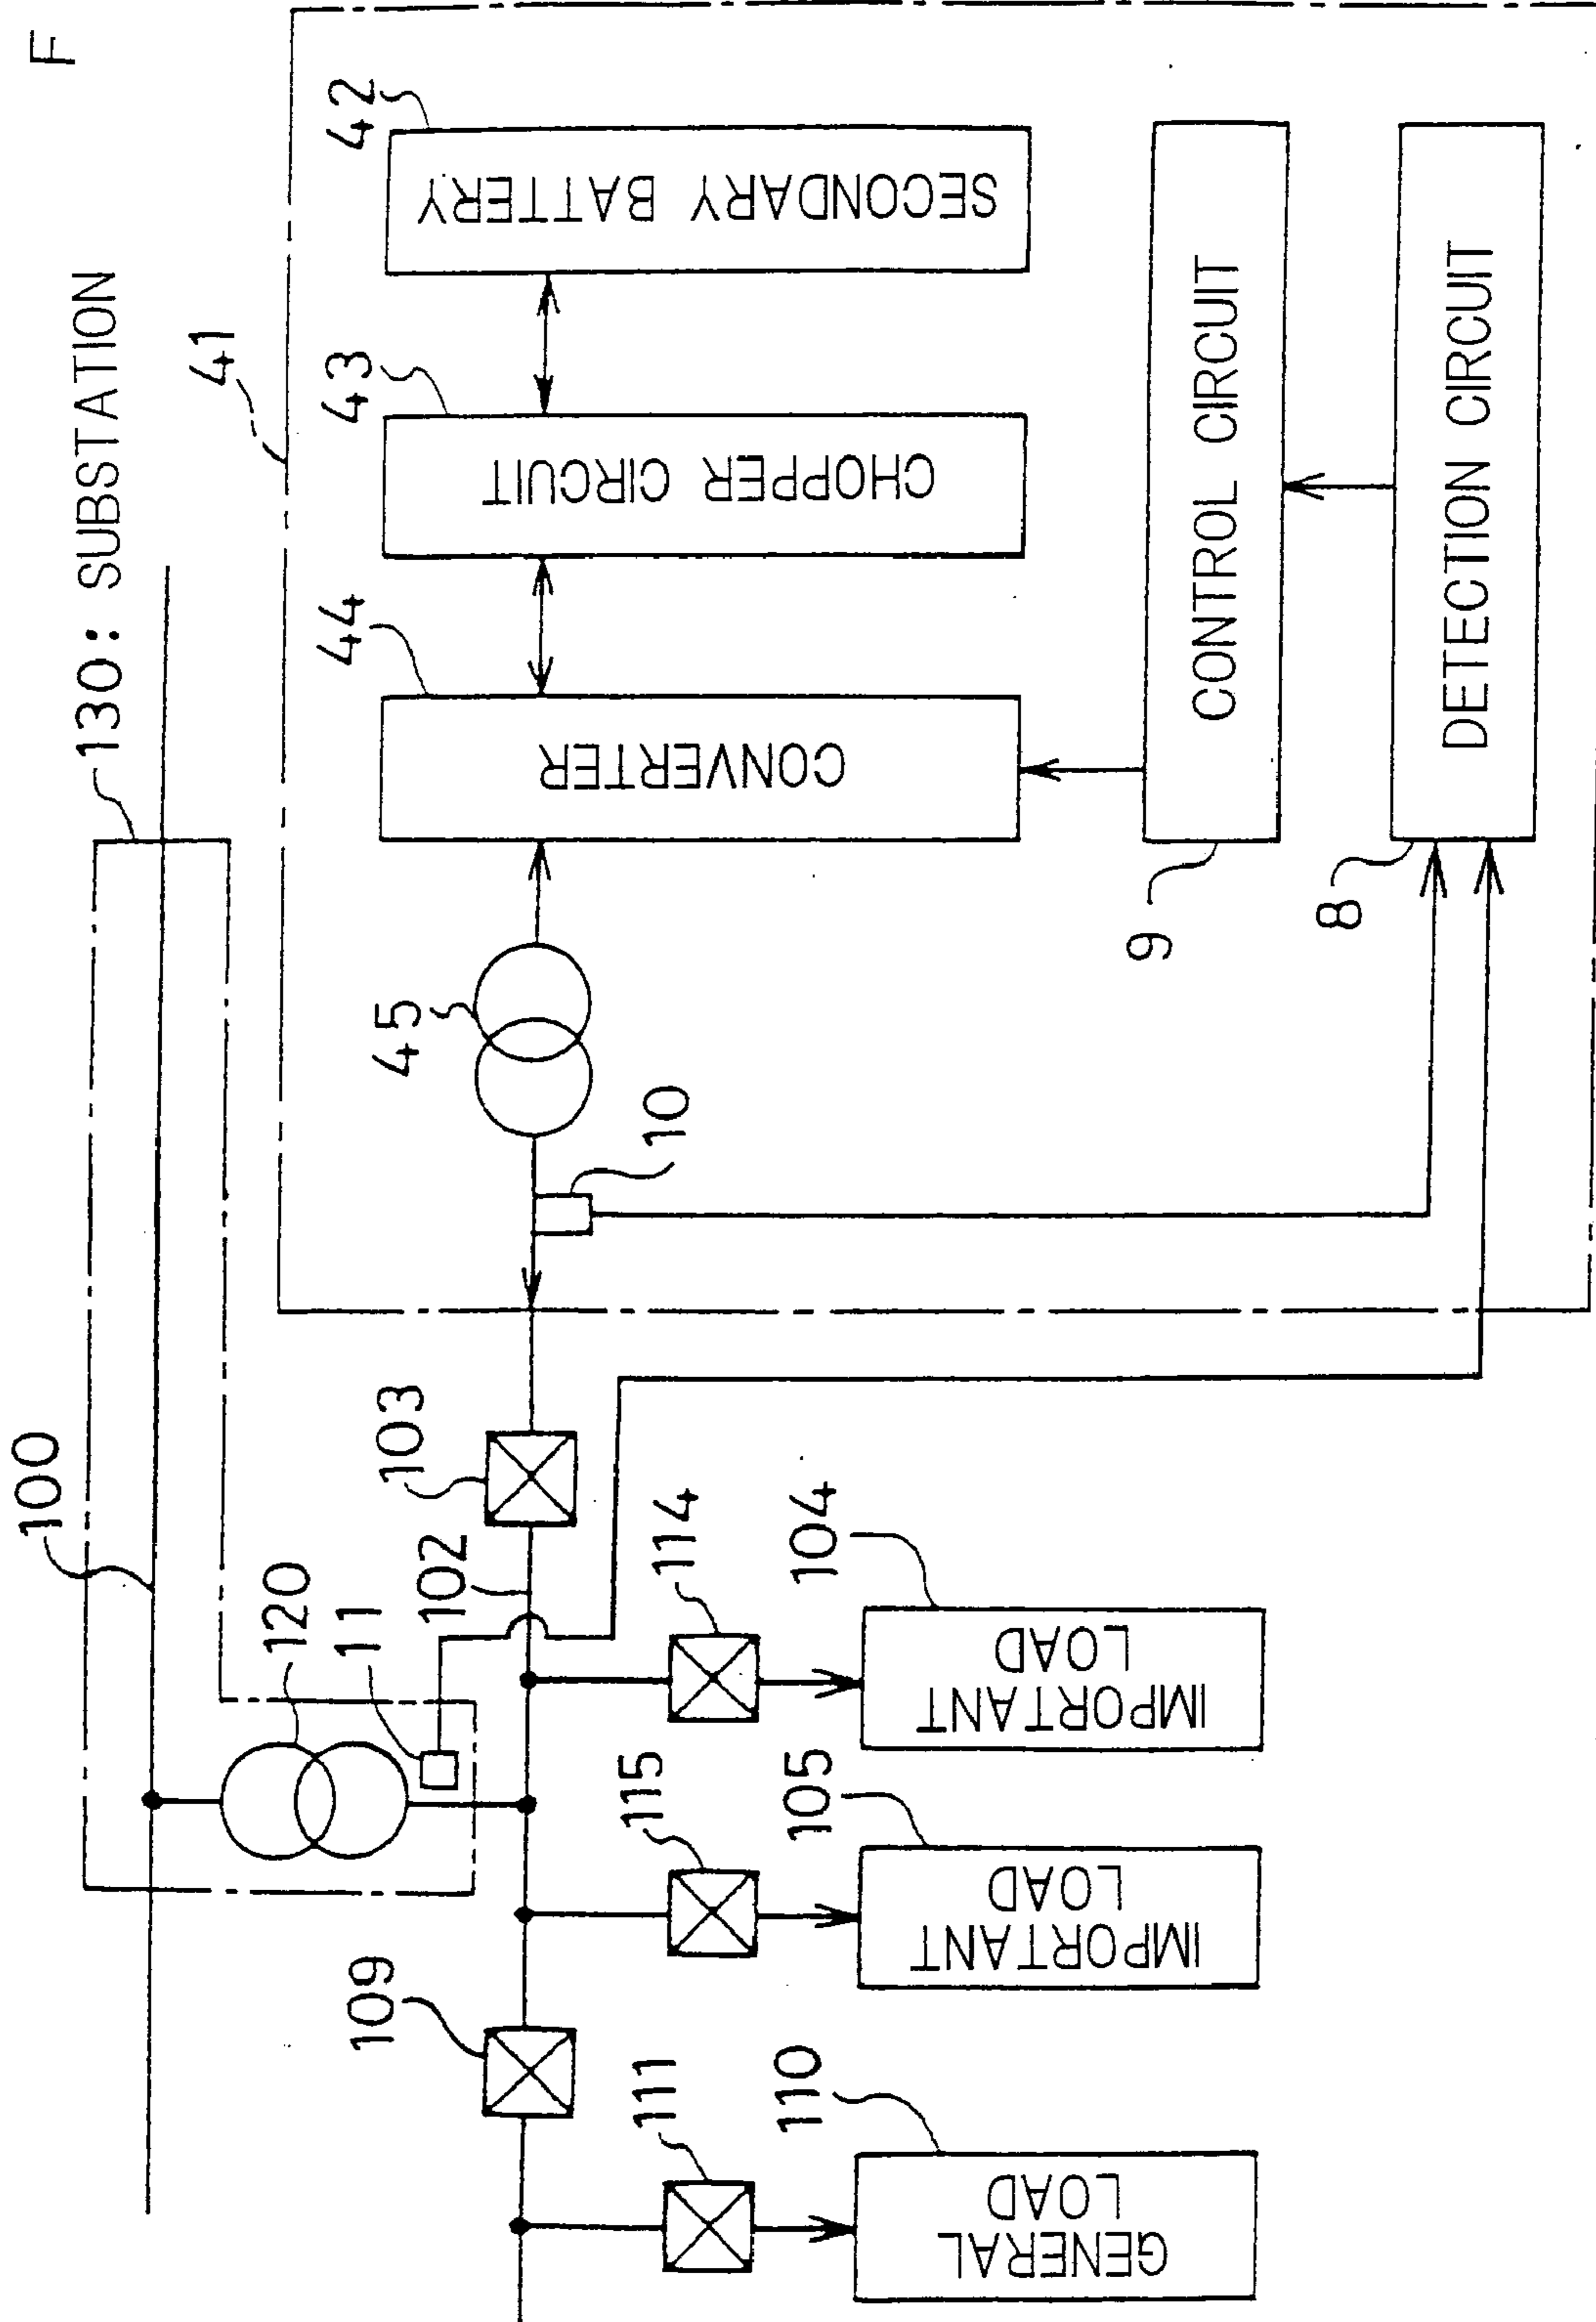 F
130: SUBSTATION
100
41
42
SECONDARY BATTERY
43
CHOPPER CIRCUIT
44
CONVERTER
45
10
CONTROL CIRCUIT
9
DETECTION CIRCUIT
8
120
11
102
103
114
104
IMPORTANT
LOAD
115
105
IMPORTANT
LOAD
109
111
110
GENERAL
LOAD